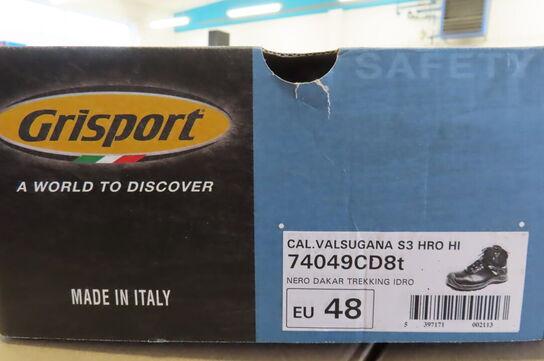 SAFETY
Grisport
A WORLD TO DISCOVER
MADE IN ITALY
CAL.VALSUGANA S3 HRO HI
74049CD8t
NERO DAKAR TREKKING IDRO
EU 48
5 397171 002113